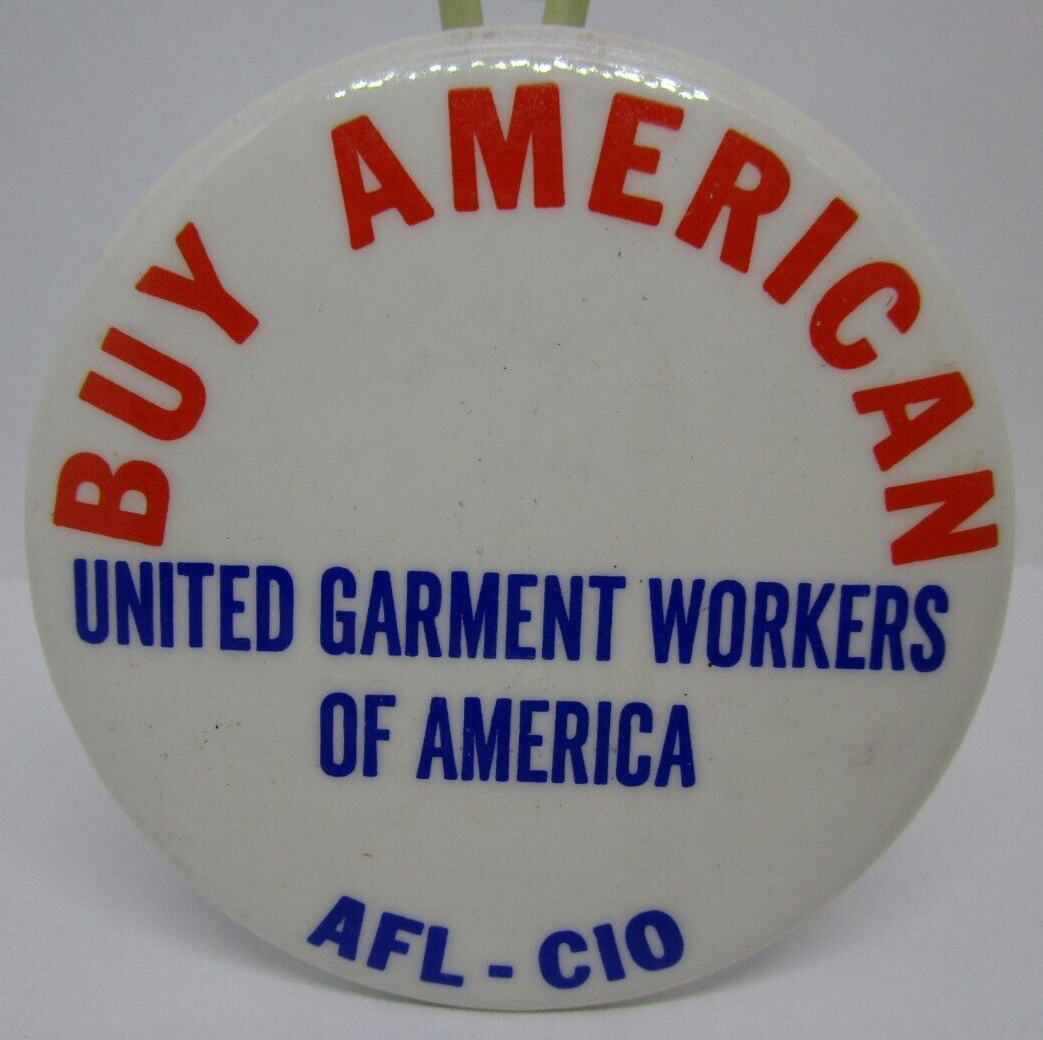 BUY AMERICAN
UNITED GARMENT WORKERS
OF AMERICA
AFL - CIO